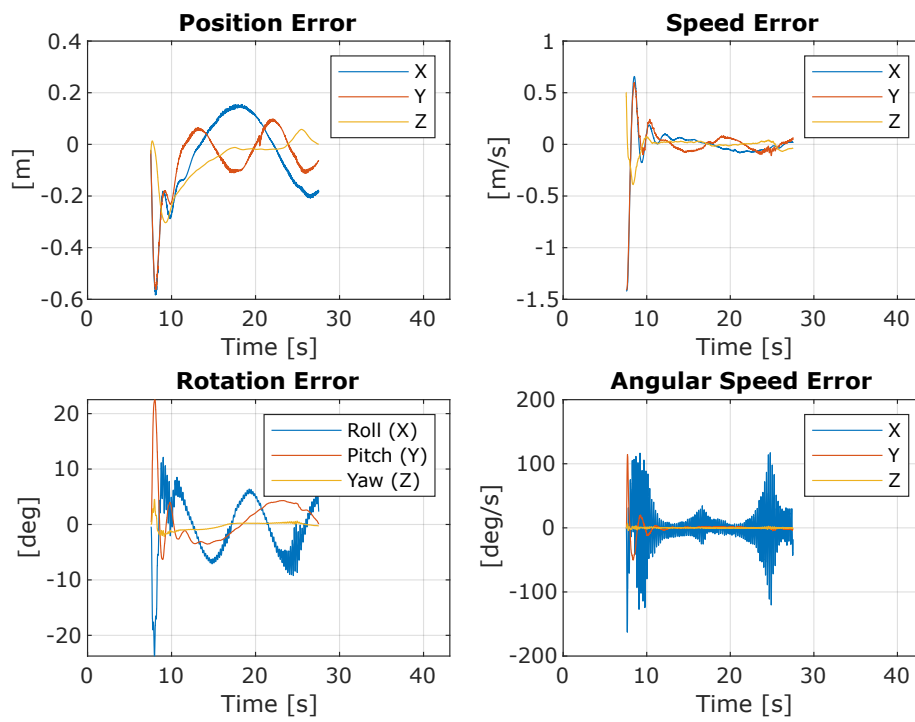 Position Error
0.4
0.2
0
-0.2
-0.4
-0.6
[m]
X
Y
Z
0 10 20 30 40
Time [s]
Speed Error
1
0.5
0
-0.5
-1
-1.5
[m/s]
X
Y
Z
0 10 20 30 40
Time [s]
Rotation Error
20
10
0
-10
-20
[deg]
Roll (X)
Pitch (Y)
Yaw (Z)
0 10 20 30 40
Time [s]
Angular Speed Error
200
100
0
-100
-200
[deg/s]
X
Y
Z
0 10 20 30 40
Time [s]